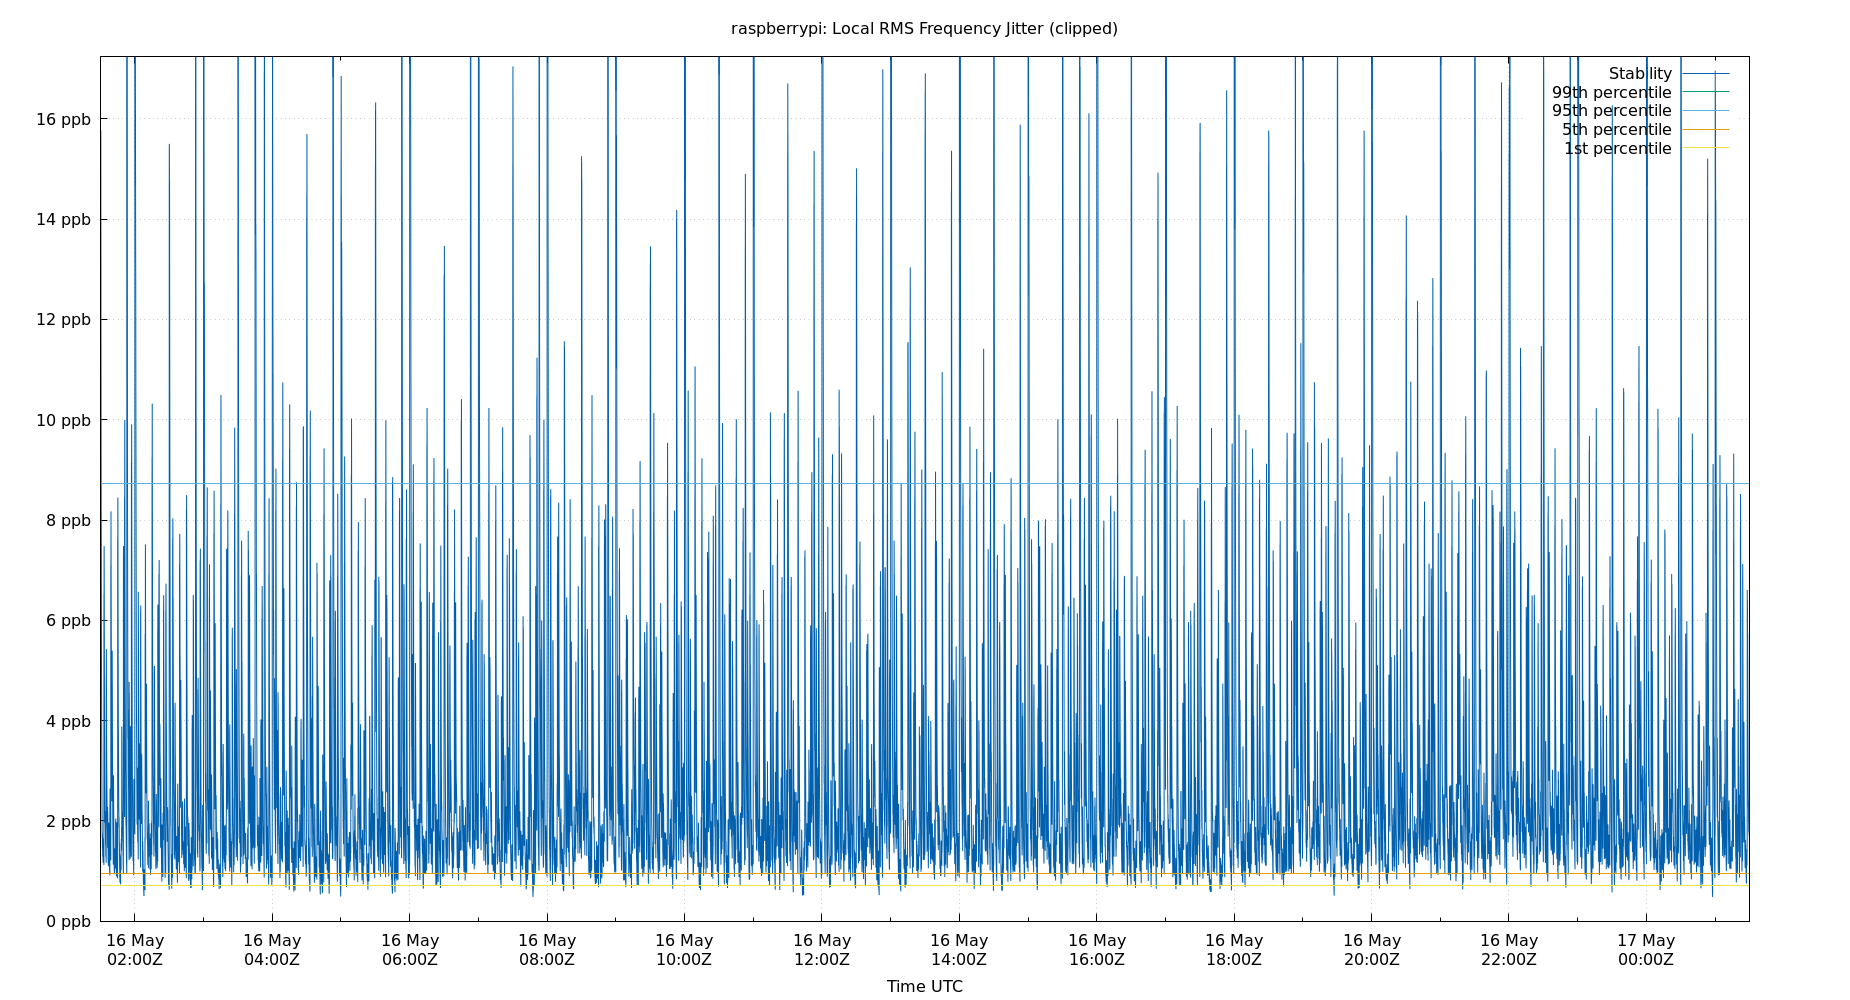 raspberrypi: Local RMS Frequency Jitter (clipped)
Stability
99th percentile
95th percentile
5th percentile
1st percentile
16 ppb
14 ppb
12 ppb
10 ppb
8 ppb
6 ppb
4 ppb
2 ppb
0 ppb
16 May 16 May 16 May 16 May 16 May 16 May 16 May 16 May 16 May 16 May 16 May 17 May
02:00Z 04:00Z 06:00Z 08:00Z 10:00Z 12:00Z 14:00Z 16:00Z 18:00Z 20:00Z 22:00Z 00:00Z
Time UTC